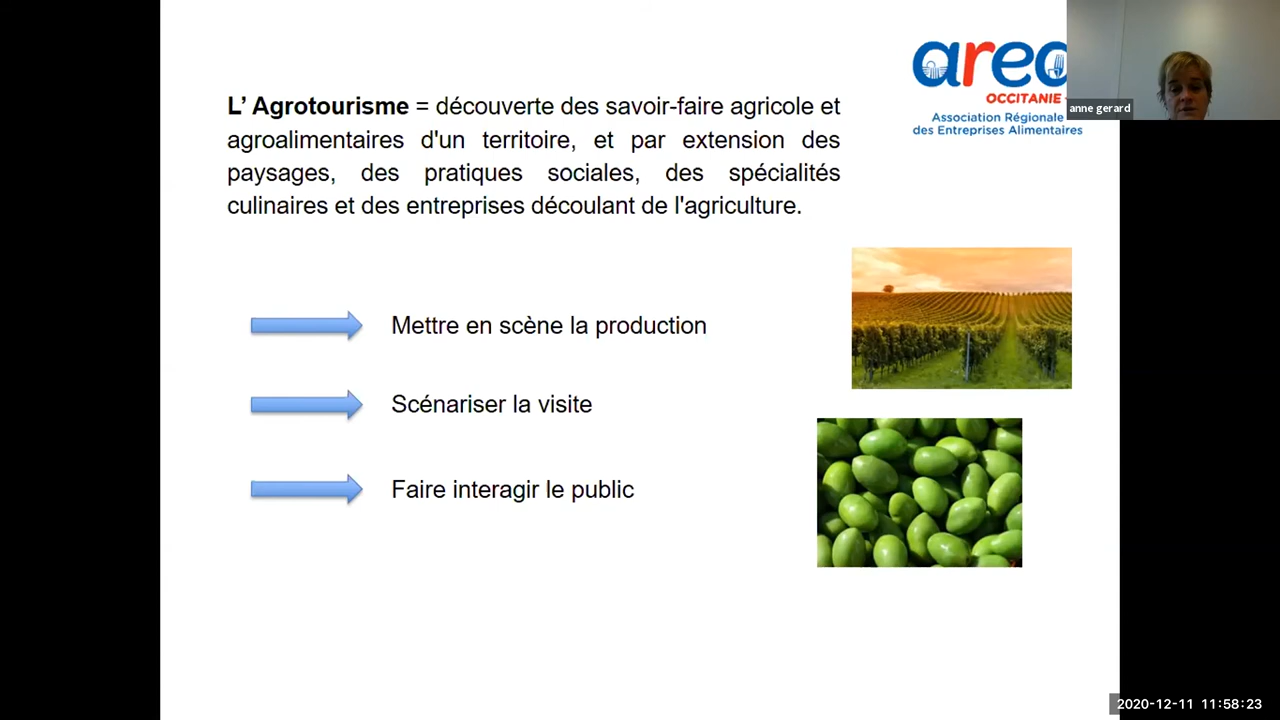 L' Agrotourisme = découverte des savoir-faire agricole et
agroalimentaires d'un territoire, et par extension des
paysages, des pratiques sociales, des spécialités
culinaires et des entreprises découlant de l'agriculture.
Mettre en scène la production
Scénariser la visite
Faire interagir le public
OCCITANIE
Association Régionale
des Entreprises Alimentaires
anne gerard
2020-12-11 11:58:23